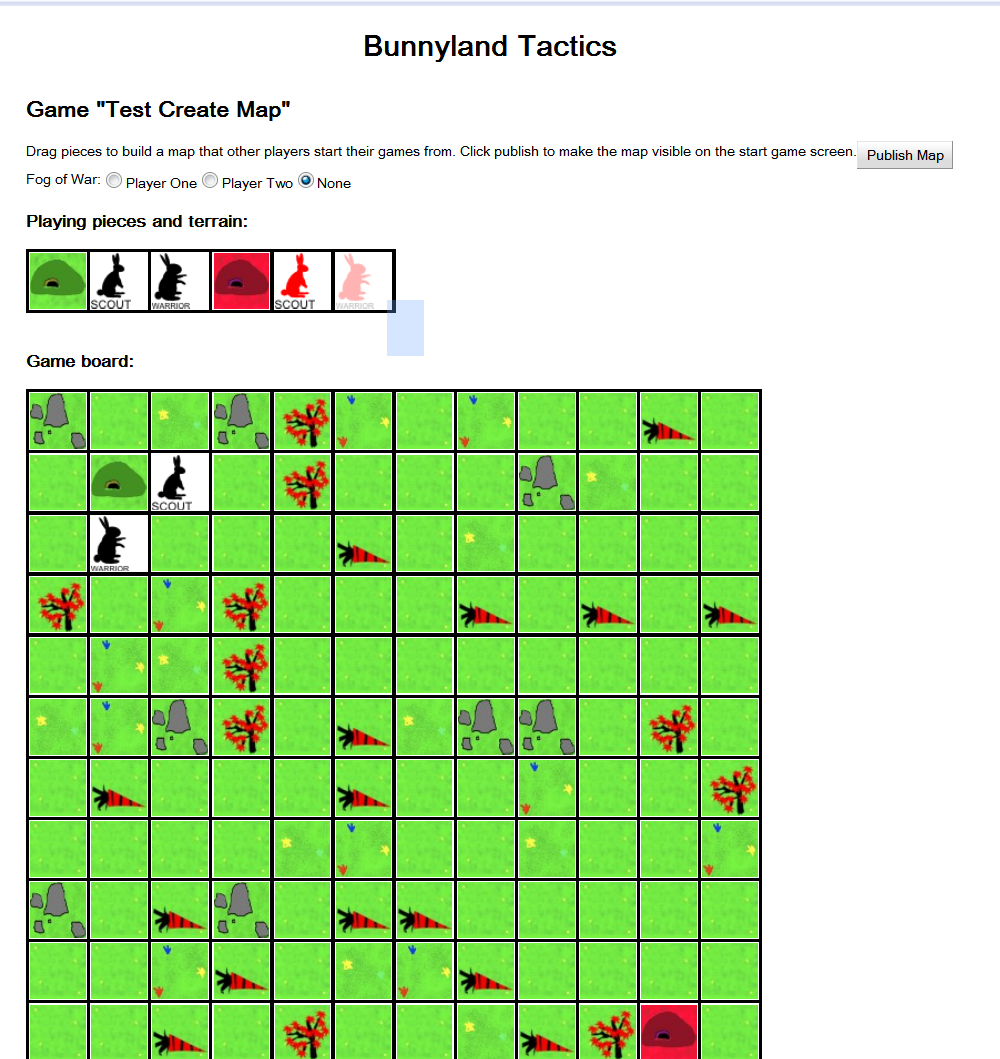 Bunnyland Tactics
Game "Test Create Map"
Drag pieces to build a map that other players start their games from. Click publish to make the map visible on the start game screen. Publish Map
Fog of War: Player One Player Two None
Playing pieces and terrain:
SCOUT WARRIOR SCOUT WARRIOR
Game board:
SCOUT
WARRIOR